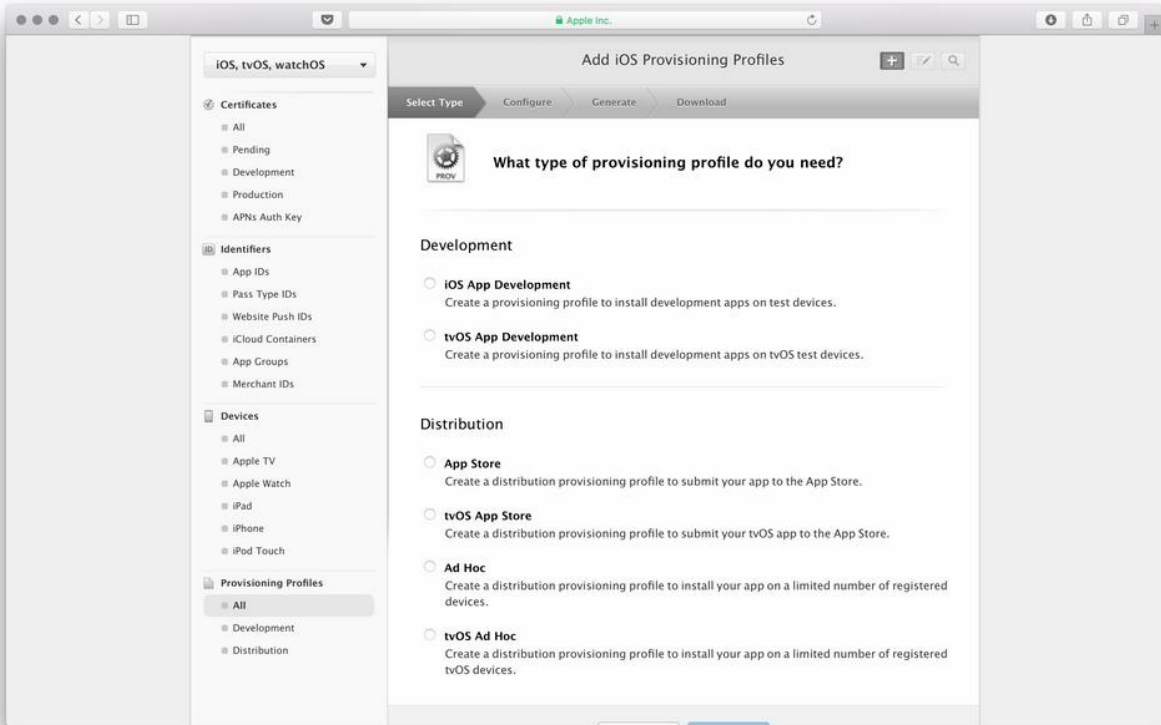 Apple Inc.
iOS, tvOS, watchOS
Certificates
All
Pending
Development
Production
APNs Auth Key
ID Identifiers
App IDs
Pass Type IDs
Website Push IDs
iCloud Containers
App Groups
Merchant IDs
Devices
All
Apple TV
Apple Watch
iPad
iPhone
iPod Touch
Provisioning Profiles
All
Development
Distribution
Add iOS Provisioning Profiles
Select Type Configure Generate Download
PROV
What type of provisioning profile do you need?
Development
iOS App Development
Create a provisioning profile to install development apps on test devices.
tvOS App Development
Create a provisioning profile to install development apps on tvOS test devices.
Distribution
App Store
Create a distribution provisioning profile to submit your app to the App Store.
tvOS App Store
Create a distribution provisioning profile to submit your tvOS app to the App Store.
Ad Hoc
Create a distribution provisioning profile to install your app on a limited number of registered
devices.
tvOS Ad Hoc
Create a distribution provisioning profile to install your app on a limited number of registered
tvOS devices.